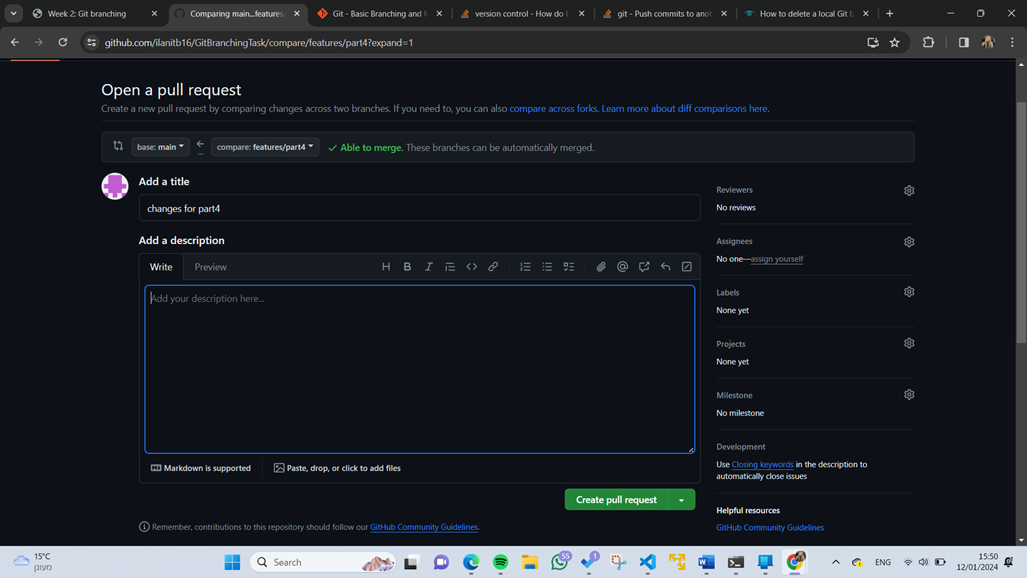 Week 2: Git branching
Comparing main...features
Git - Basic Branching and M
version control - How do I
git - Push commits to anot
How to delete a local Git b
github.com/ilanitb16/GitBranchingTask/compare/features/part4?expand=1
Open a pull request
Create a new pull request by comparing changes across two branches. If you need to, you can also compare across forks. Learn more about diff comparisons here.
base: main
compare: features/part4
Able to merge. These branches can be automatically merged.
Add a title
changes for part4
Add a description
Write
Preview
Add your description here...
Markdown is supported
Paste, drop, or click to add files
Create pull request
Remember, contributions to this repository should follow our GitHub Community Guidelines.
Reviewers
No reviews
Assignees
No one—assign yourself
Labels
None yet
Projects
None yet
Milestone
No milestone
Development
Use Closing keywords in the description to
automatically close issues
Helpful resources
GitHub Community Guidelines
15°C
מעונן
Search
55
1
ENG
15:50
12/01/2024